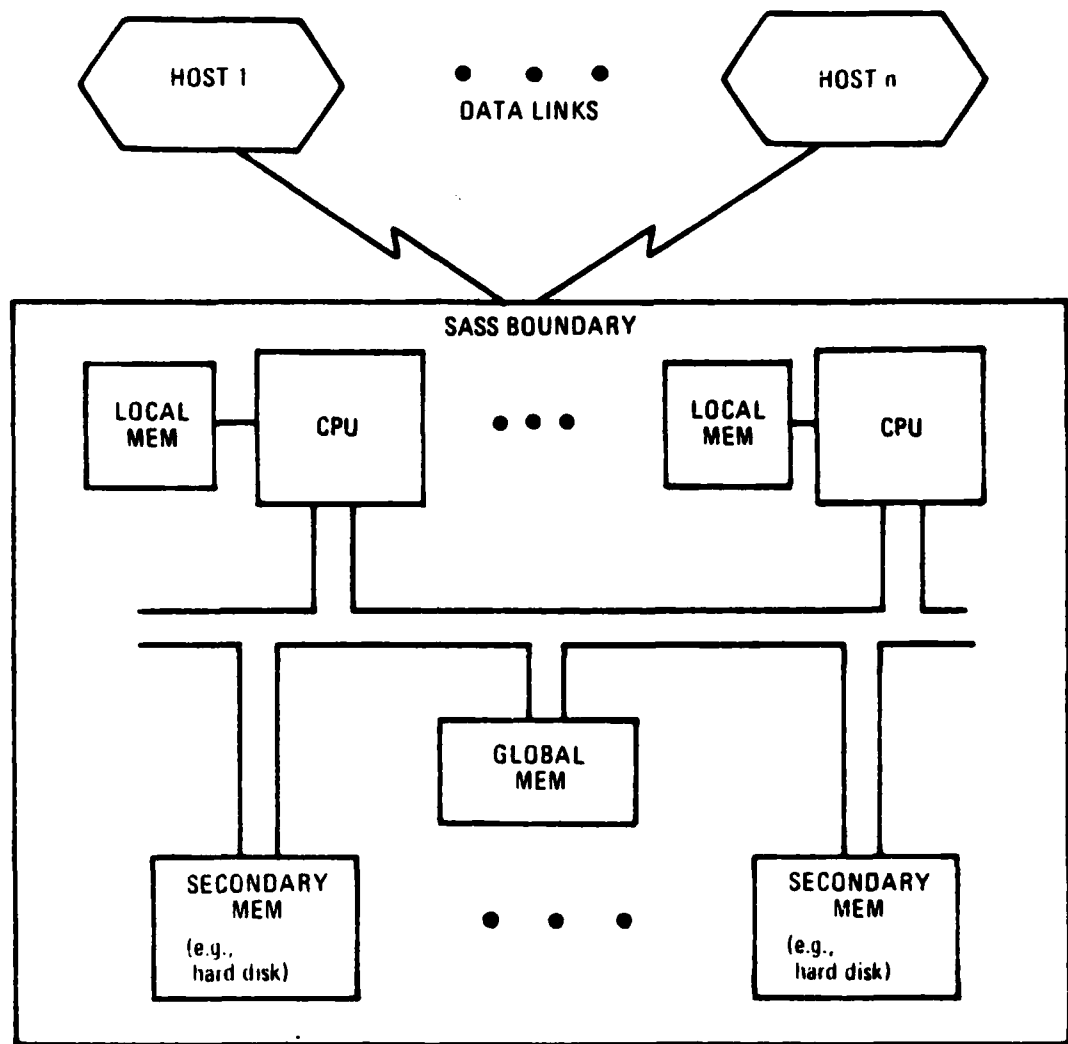 HOST 1
HOST n
DATA LINKS
SASS BOUNDARY
LOCAL
MEM
CPU
LOCAL
MEM
CPU
GLOBAL
MEM
SECONDARY
MEM
(e.g.,
hard disk)
SECONDARY
MEM
(e.g.,
hard disk)